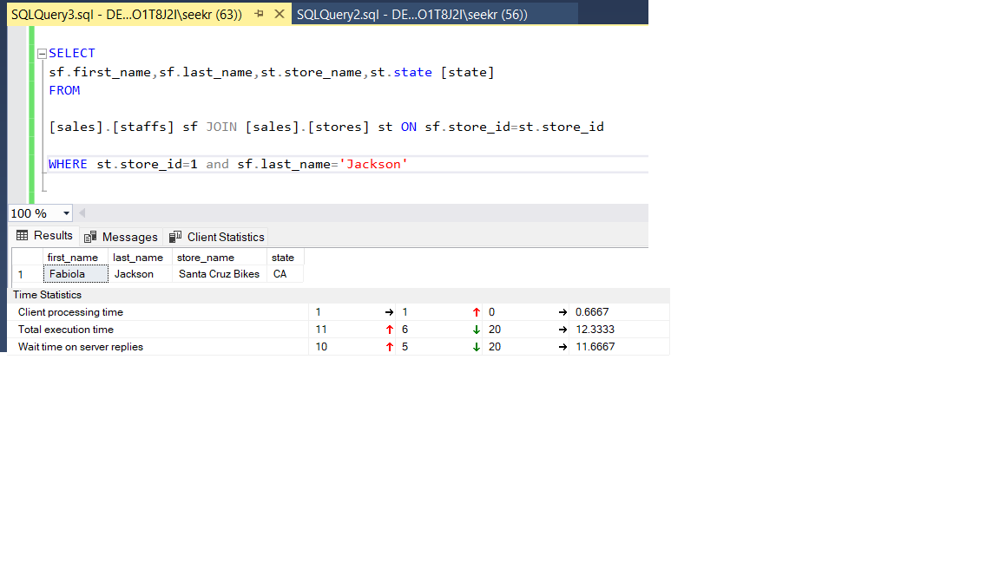 SQLQuery3.sql - DE...O1T8J2I\seekr (63)) SQLQuery2.sql - DE...O1T8J2I\seekr (56))
SELECT
sf.first_name,sf.last_name,st.store_name,st.state [state]
FROM
[sales].[staffs] sf JOIN [sales].[stores] st ON sf.store_id=st.store_id
WHERE st.store_id=1 and sf.last_name='Jackson'
100 %
Results Messages Client Statistics
first_name last_name store_name state
1 Fabiola Jackson Santa Cruz Bikes CA
Time Statistics
Client processing time 1 → 1 ↑ 0 → 0.6667
Total execution time 11 ↑ 6 ↓ 20 → 12.3333
Wait time on server replies 10 ↑ 5 ↓ 20 → 11.6667